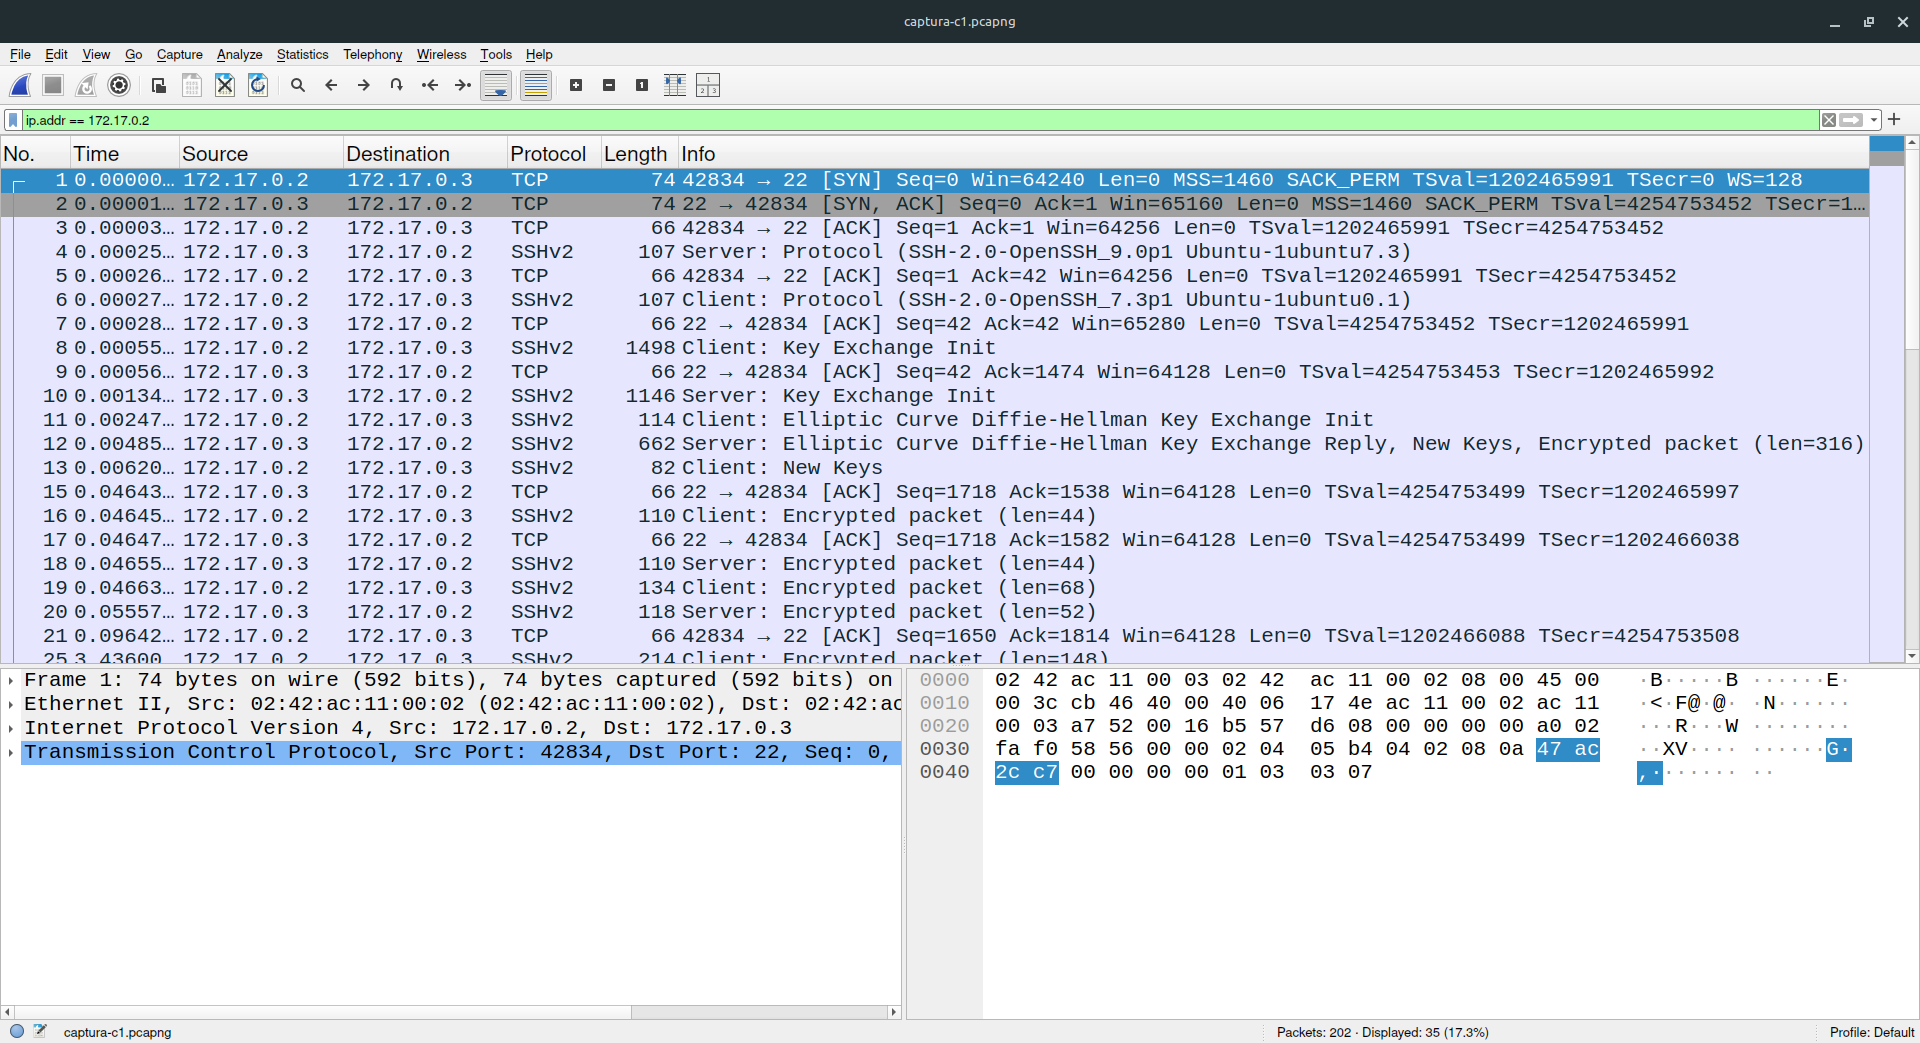 captura-c1.pcapng
File Edit View Go Capture Analyze Statistics Telephony Wireless Tools Help
ip.addr == 172.17.0.2
No. Time Source Destination Protocol Length Info
1 0.00000… 172.17.0.2 172.17.0.3 TCP 74 42834 → 22 [SYN] Seq=0 Win=64240 Len=0 MSS=1460 SACK_PERM TSval=1202465991 TSecr=0 WS=128
2 0.00001… 172.17.0.3 172.17.0.2 TCP 74 22 → 42834 [SYN, ACK] Seq=0 Ack=1 Win=65160 Len=0 MSS=1460 SACK_PERM TSval=4254753452 TSecr=1…
3 0.00003… 172.17.0.2 172.17.0.3 TCP 66 42834 → 22 [ACK] Seq=1 Ack=1 Win=64256 Len=0 TSval=1202465991 TSecr=4254753452
4 0.00025… 172.17.0.3 172.17.0.2 SSHv2 107 Server: Protocol (SSH-2.0-OpenSSH_9.0p1 Ubuntu-1ubuntu7.3)
5 0.00026… 172.17.0.2 172.17.0.3 TCP 66 42834 → 22 [ACK] Seq=1 Ack=42 Win=64256 Len=0 TSval=1202465991 TSecr=4254753452
6 0.00027… 172.17.0.2 172.17.0.3 SSHv2 107 Client: Protocol (SSH-2.0-OpenSSH_7.3p1 Ubuntu-1ubuntu0.1)
7 0.00028… 172.17.0.3 172.17.0.2 TCP 66 22 → 42834 [ACK] Seq=42 Ack=42 Win=65280 Len=0 TSval=4254753452 TSecr=1202465991
8 0.00055… 172.17.0.2 172.17.0.3 SSHv2 1498 Client: Key Exchange Init
9 0.00056… 172.17.0.3 172.17.0.2 TCP 66 22 → 42834 [ACK] Seq=42 Ack=1474 Win=64128 Len=0 TSval=4254753453 TSecr=1202465992
10 0.00134… 172.17.0.3 172.17.0.2 SSHv2 1146 Server: Key Exchange Init
11 0.00247… 172.17.0.2 172.17.0.3 SSHv2 114 Client: Elliptic Curve Diffie-Hellman Key Exchange Init
12 0.00485… 172.17.0.3 172.17.0.2 SSHv2 662 Server: Elliptic Curve Diffie-Hellman Key Exchange Reply, New Keys, Encrypted packet (len=316)
13 0.00620… 172.17.0.2 172.17.0.3 SSHv2 82 Client: New Keys
15 0.04643… 172.17.0.3 172.17.0.2 TCP 66 22 → 42834 [ACK] Seq=1718 Ack=1538 Win=64128 Len=0 TSval=4254753499 TSecr=1202465997
16 0.04645… 172.17.0.2 172.17.0.3 SSHv2 110 Client: Encrypted packet (len=44)
17 0.04647… 172.17.0.3 172.17.0.2 TCP 66 22 → 42834 [ACK] Seq=1718 Ack=1582 Win=64128 Len=0 TSval=4254753499 TSecr=1202466038
18 0.04655… 172.17.0.3 172.17.0.2 SSHv2 110 Server: Encrypted packet (len=44)
19 0.04663… 172.17.0.2 172.17.0.3 SSHv2 134 Client: Encrypted packet (len=68)
20 0.05557… 172.17.0.3 172.17.0.2 SSHv2 118 Server: Encrypted packet (len=52)
21 0.09642… 172.17.0.2 172.17.0.3 TCP 66 42834 → 22 [ACK] Seq=1650 Ack=1814 Win=64128 Len=0 TSval=1202466088 TSecr=4254753508
25 3.43600… 172.17.0.2 172.17.0.3 SSHv2 214 Client: Encrypted packet (len=148)
Frame 1: 74 bytes on wire (592 bits), 74 bytes captured (592 bits) on
Ethernet II, Src: 02:42:ac:11:00:02 (02:42:ac:11:00:02), Dst: 02:42:ac
Internet Protocol Version 4, Src: 172.17.0.2, Dst: 172.17.0.3
Transmission Control Protocol, Src Port: 42834, Dst Port: 22, Seq: 0,
0000 02 42 ac 11 00 03 02 42 ac 11 00 02 08 00 45 00 ·B·····B ······E·
0010 00 3c cb 46 40 00 40 06 17 4e ac 11 00 02 ac 11 ·<·F@·@· ·N······
0020 00 03 a7 52 00 16 b5 57 d6 08 00 00 00 00 a0 02 ···R···W ········
0030 fa f0 58 56 00 00 02 04 05 b4 04 02 08 0a 47 ac ··XV···· ······G·
0040 2c c7 00 00 00 00 01 03 03 07 ,······· ··
captura-c1.pcapng
Packets: 202 · Displayed: 35 (17.3%)
Profile: Default